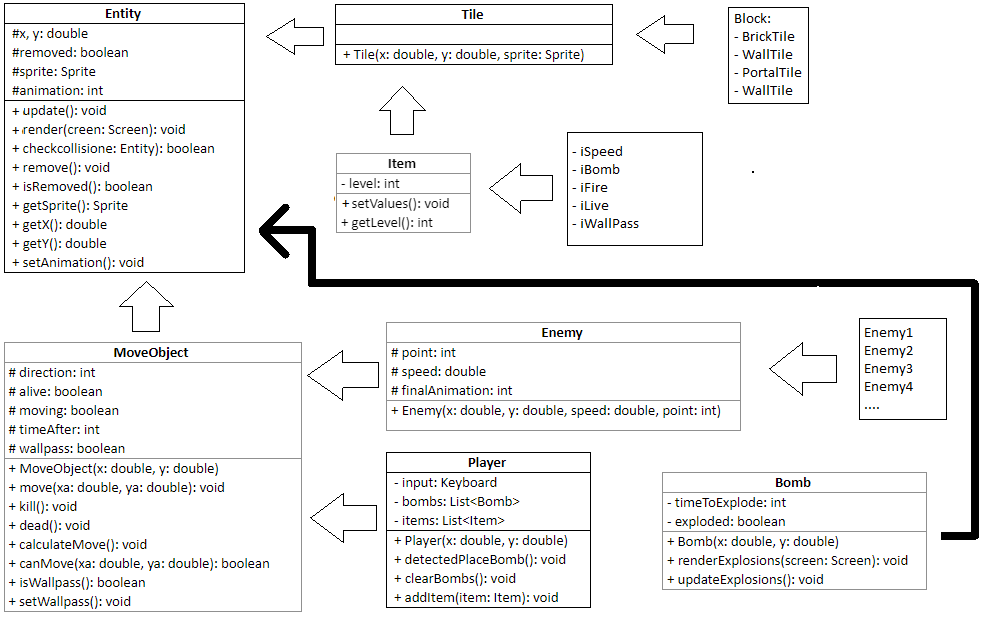 Entity
#x, y: double
#removed: boolean
#sprite: Sprite
#animation: int
+ update(): void
+ render(creen: Screen): void
+ checkcollisione: Entity): boolean
+ remove(): void
+ isRemoved(): boolean
+ getSprite(): Sprite
+ getX(): double
+ getY(): double
+ setAnimation(): void
Tile
+ Tile(x: double, y: double, sprite: Sprite)
Block:
- BrickTile
- WallTile
- PortalTile
- WallTile
Item
- level: int
+ setValues(): void
+ getLevel(): int
- iSpeed
- iBomb
- iFire
- iLive
- iWallPass
MoveObject
# direction: int
# alive: boolean
# moving: boolean
# timeAfter: int
# wallpass: boolean
+ MoveObject(x: double, y: double)
+ move(xa: double, ya: double): void
+ kill(): void
+ dead(): void
+ calculateMove(): void
+ canMove(xa: double, ya: double): boolean
+ isWallpass(): boolean
+ setWallpass(): void
Enemy
# point: int
# speed: double
# finalAnimation: int
+ Enemy(x: double, y: double, speed: double, point: int)
Enemy1
Enemy2
Enemy3
Enemy4
....
Player
- input: Keyboard
- bombs: List<Bomb>
- items: List<Item>
+ Player(x: double, y: double)
+ detectedPlaceBomb(): void
+ clearBombs(): void
+ addItem(item: Item): void
Bomb
- timeToExplode: int
- exploded: boolean
+ Bomb(x: double, y: double)
+ renderExplosions(screen: Screen): void
+ updateExplosions(): void